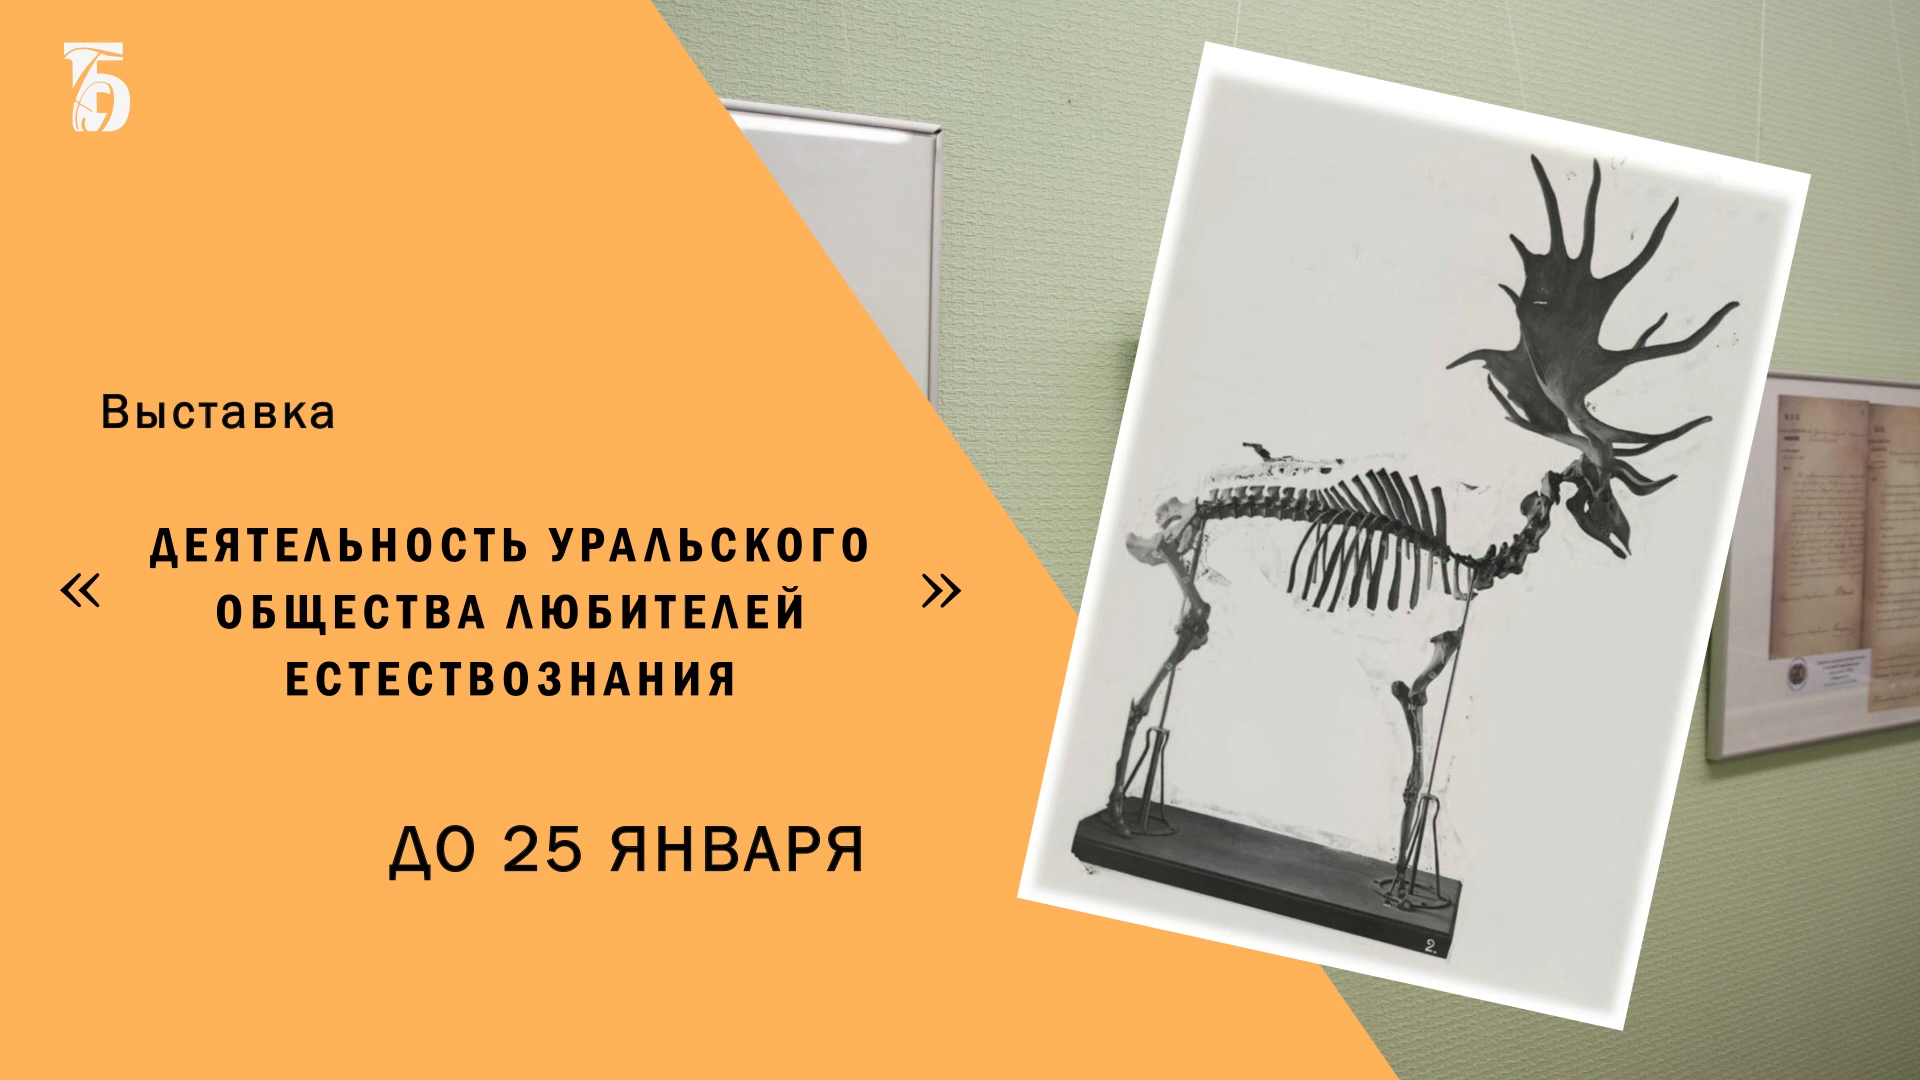 Выставка
«
ДЕЯТЕЛЬНОСТЬ УРАЛЬСКОГО
ОБЩЕСТВА ЛЮБИТЕЛЕЙ
ЕСТЕСТВОЗНАНИЯ
»
ДО 25 ЯНВАРЯ
2.